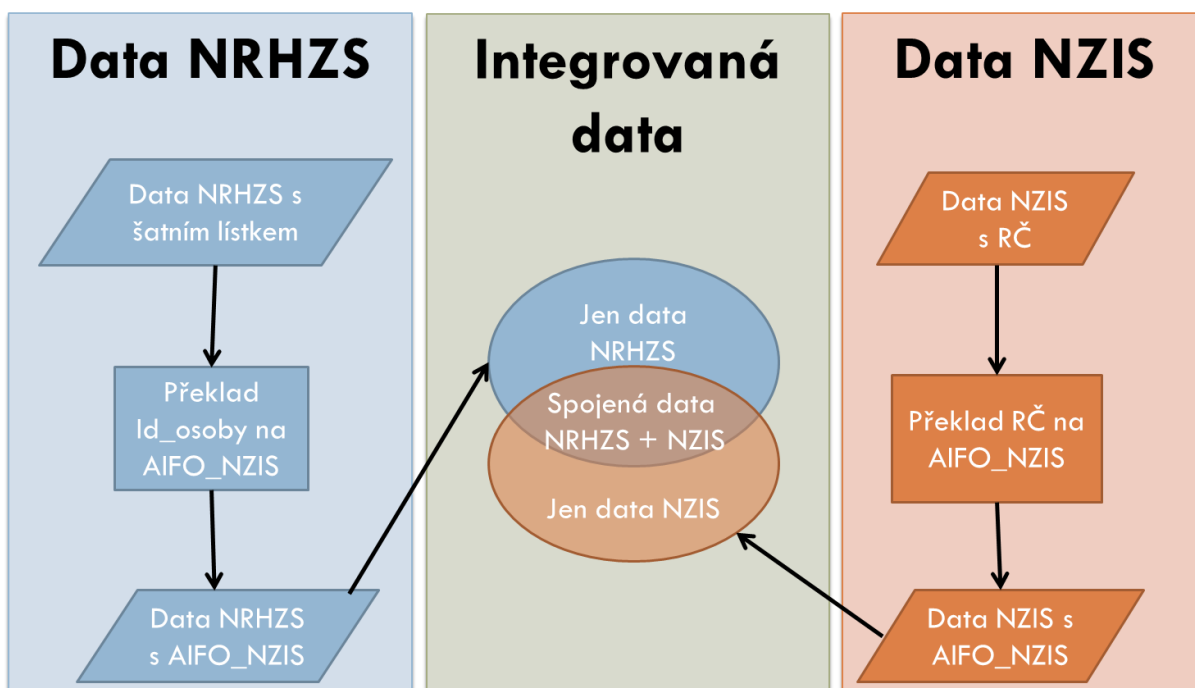 Data NRHZS
Data NRHZS s
šatním lístkem
Překlad
Id_osoby na
AIFO_NZIS
Data NRHZS
s AIFO_NZIS
Integrovaná
data
Jen data
NRHZS
Spojená data
NRHZS + NZIS
Jen data NZIS
Data NZIS
Data NZIS
s RČ
Překlad RČ na
AIFO_NZIS
Data NZIS s
AIFO_NZIS